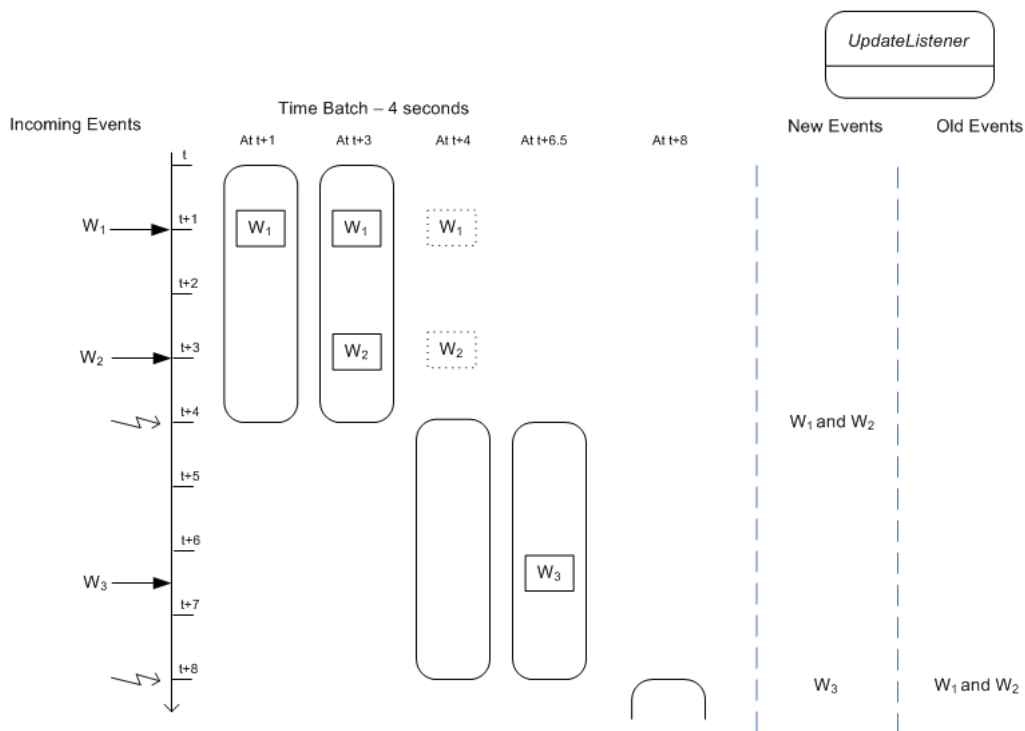 UpdateListener
Time Batch – 4 seconds
Incoming Events
New Events
Old Events
At t+1
At t+3
At t+4
At t+6.5
At t+8
t
W₁
t+1
W₁
W₁
W₁
t+2
W₂
t+3
W₂
W₂
t+4
W₁ and W₂
t+5
t+6
W₃
W₃
t+7
t+8
W₃
W₁ and W₂